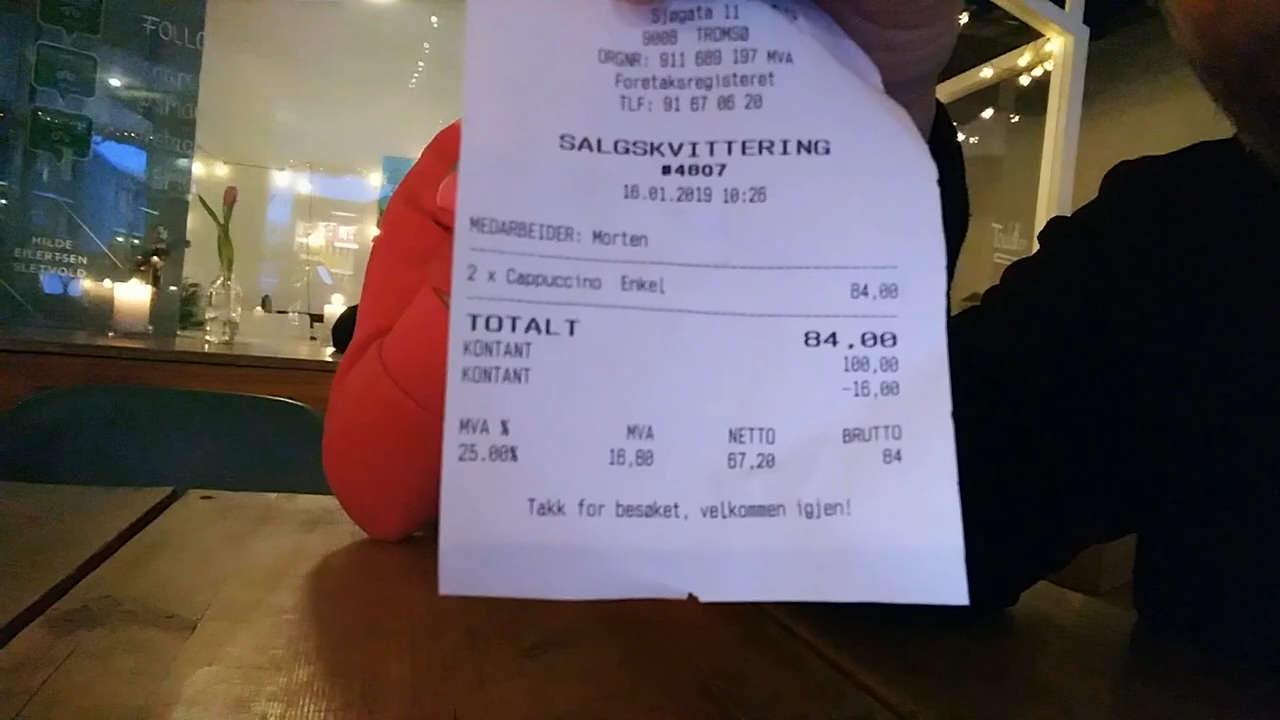 Sjøgata 11
9008 TROMSØ
ORGNR: 911 689 197 MVA
Foretaksregisteret
TLF: 91 67 06 20
SALGSKVITTERING
#4807
16.01.2019 10:26
MEDARBEIDER: Morten
2 x Cappuccino Enkel 84,00
TOTALT 84,00
KONTANT 100,00
KONTANT -16,00
MVA % MVA NETTO BRUTTO
25.00% 16,80 67,20 84
Takk for besøket, velkommen igjen!
HILDE
EILERTSEN
SLETVOLD